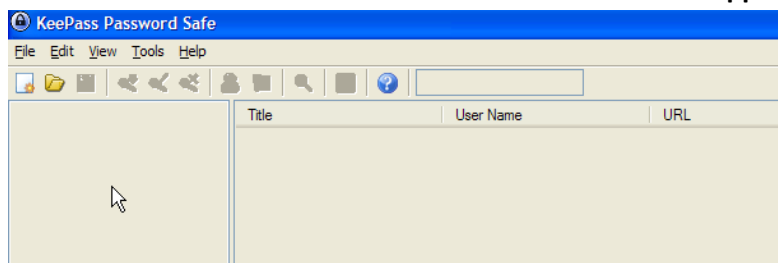 KeePass Password Safe
File Edit View Tools Help
Title User Name URL